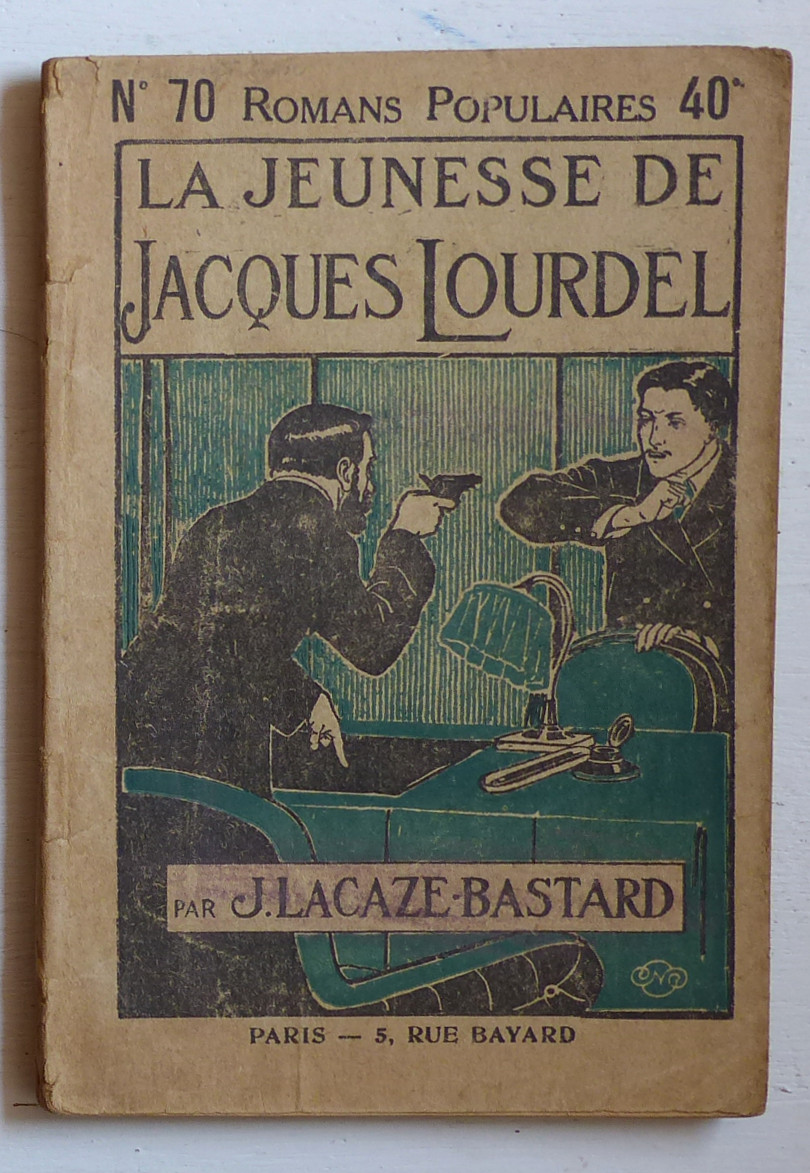 N° 70 ROMANS POPULAIRES 40c
LA JEUNESSE DE
JACQUES LOURDEL
PAR J. LACAZE-BASTARD
PARIS — 5, RUE BAYARD